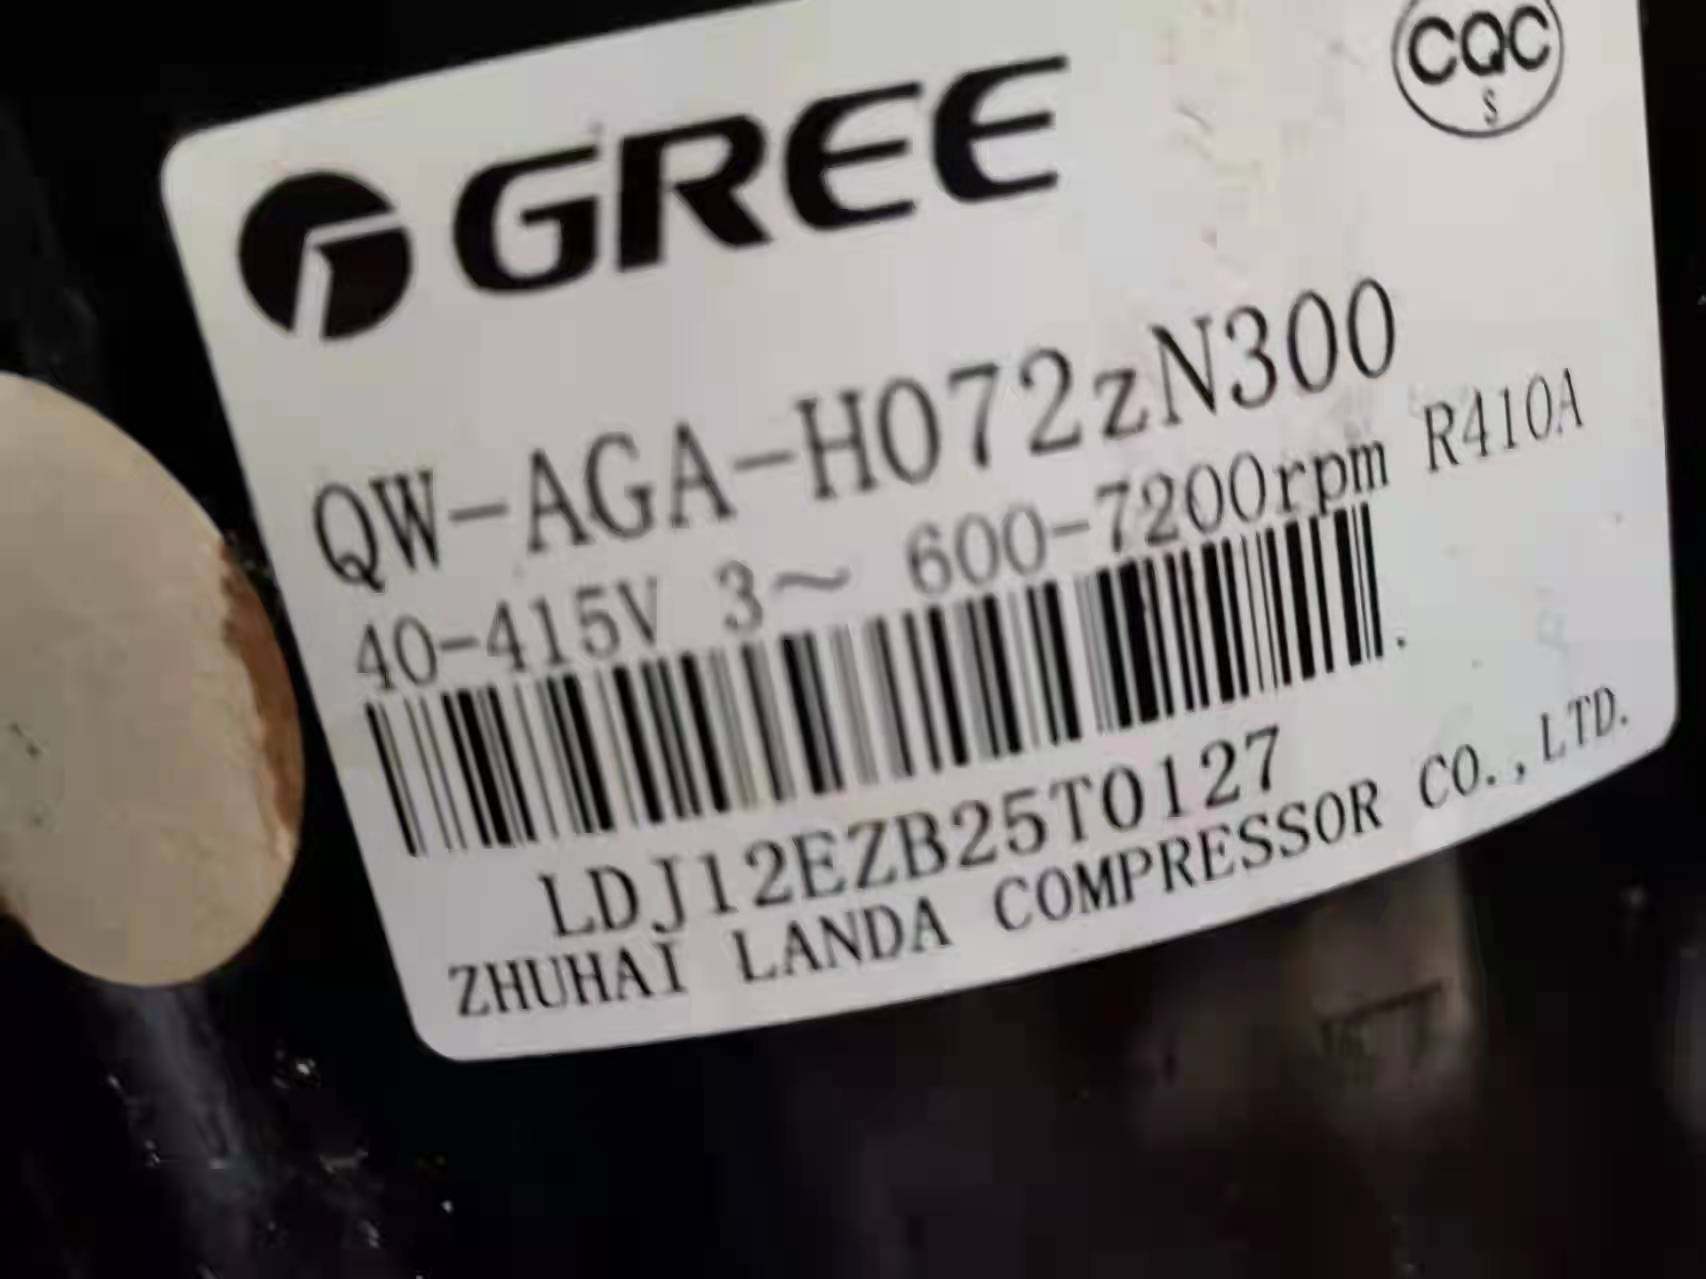 CQC
S
GREE
QW-AGA-H072zN300
40-415V 3～ 600-7200rpm R410A
LDJ12EZB25T0127
ZHUHAI LANDA COMPRESSOR CO.,LTD.